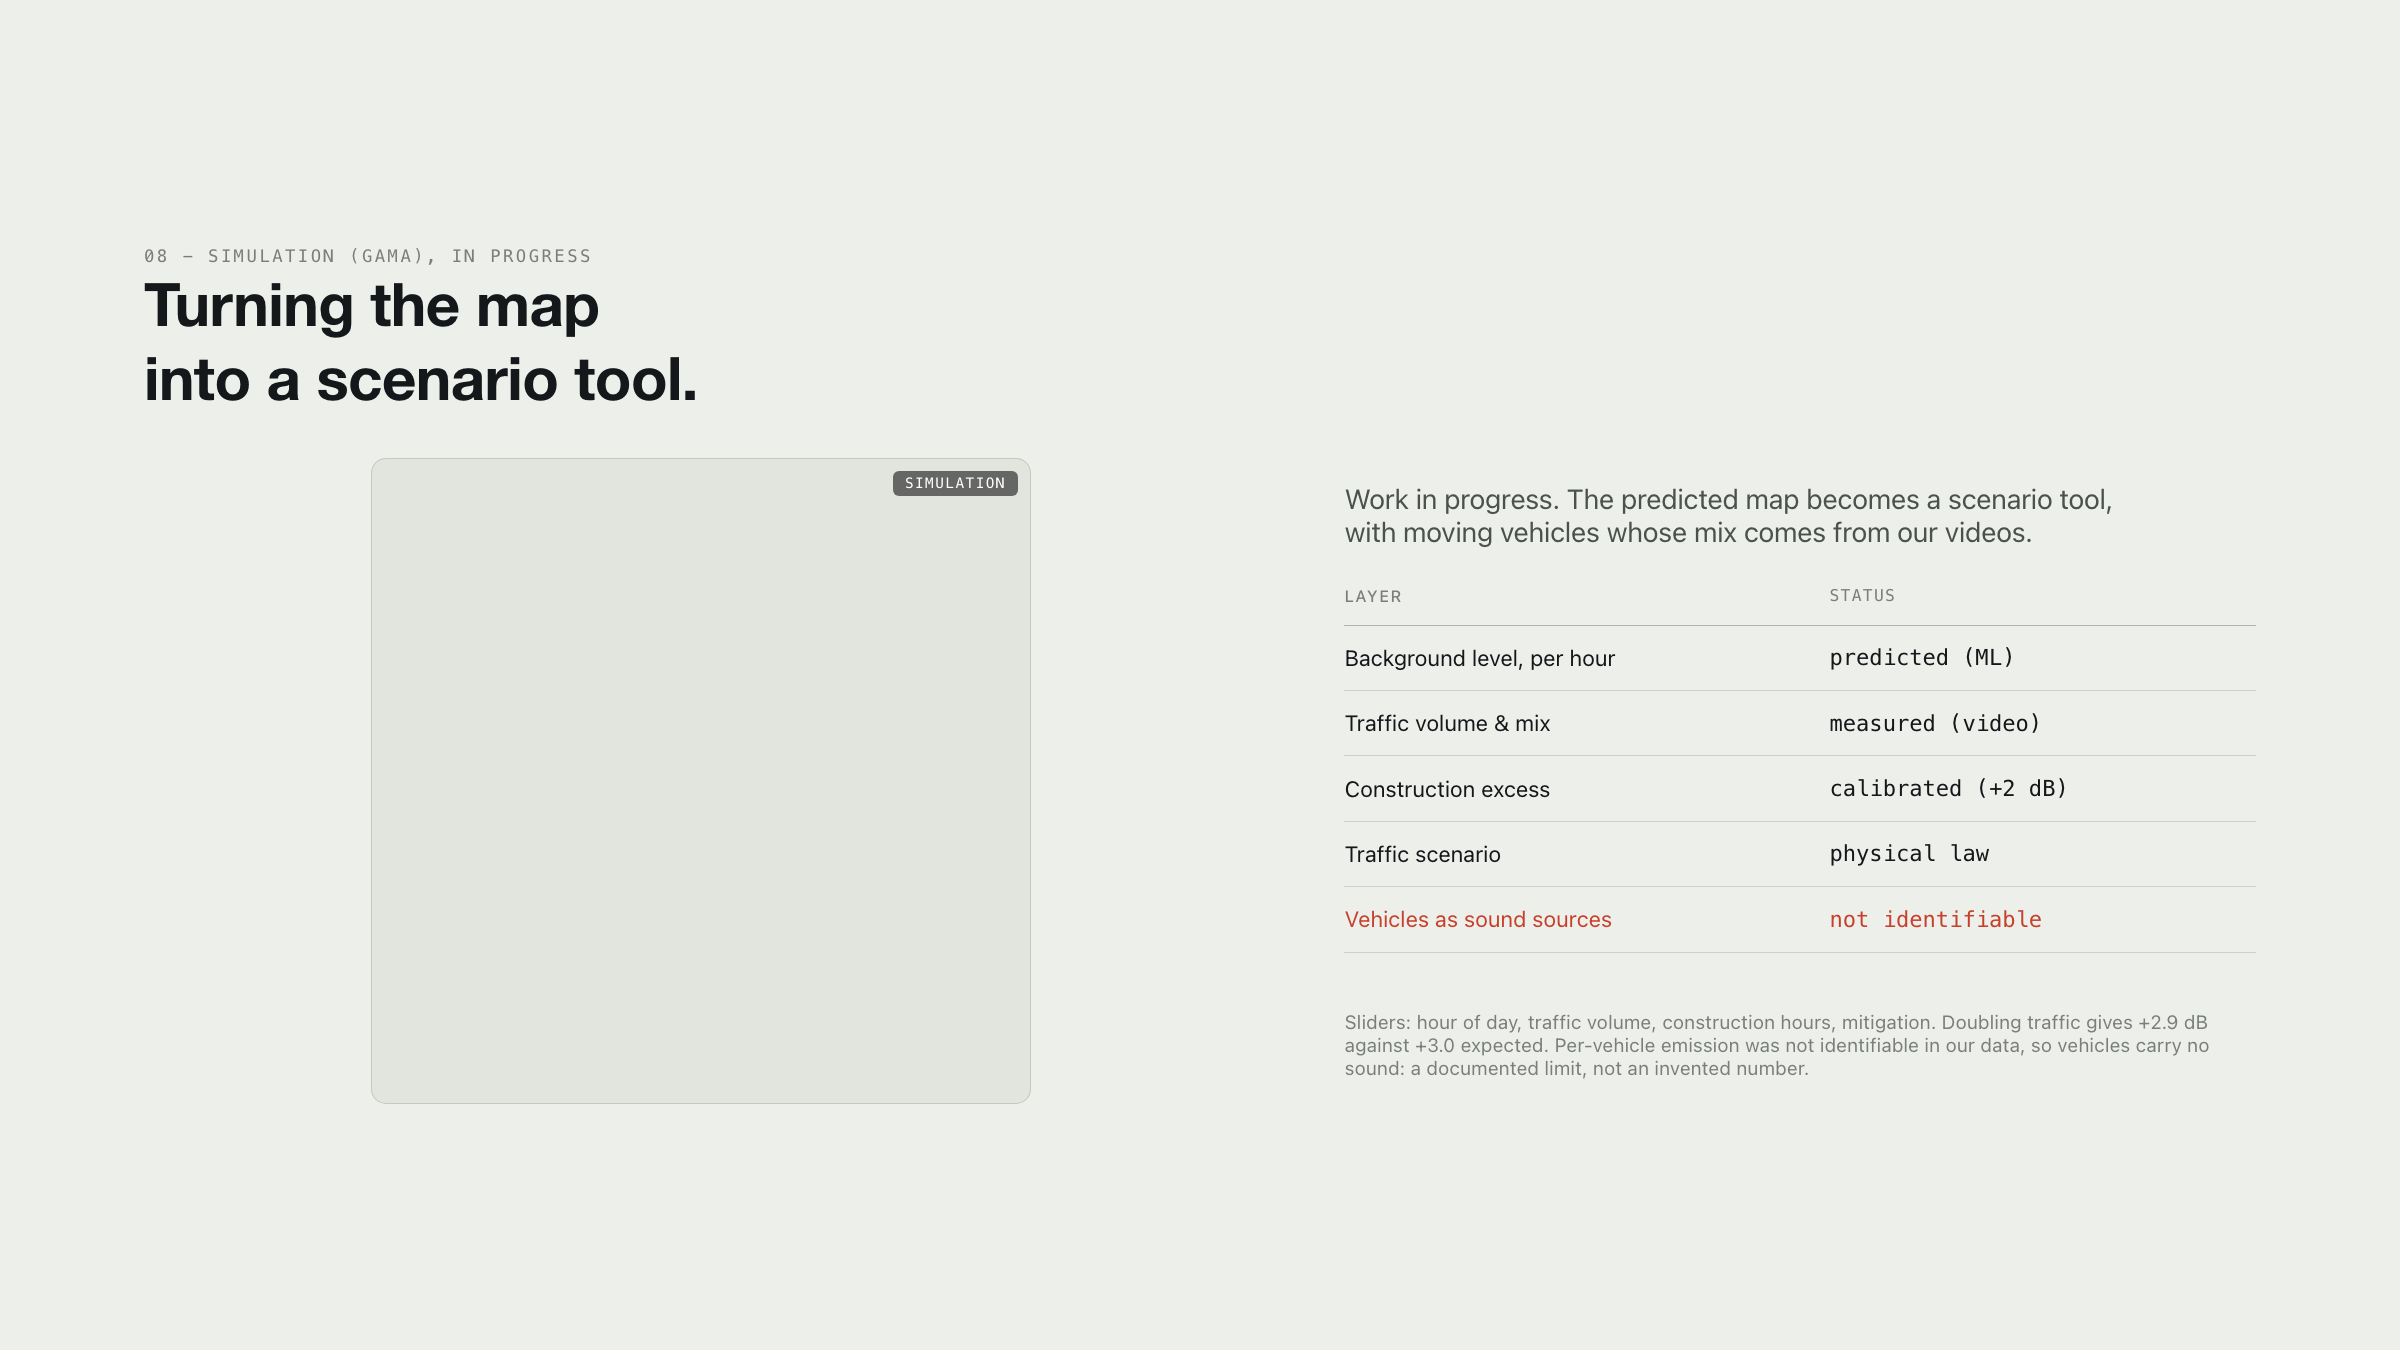 08 — SIMULATION (GAMA), IN PROGRESS
Turning the map
into a scenario tool.
SIMULATION
Work in progress. The predicted map becomes a scenario tool,
with moving vehicles whose mix comes from our videos.
LAYER STATUS
Background level, per hour predicted (ML)
Traffic volume & mix measured (video)
Construction excess calibrated (+2 dB)
Traffic scenario physical law
Vehicles as sound sources not identifiable
Sliders: hour of day, traffic volume, construction hours, mitigation. Doubling traffic gives +2.9 dB
against +3.0 expected. Per-vehicle emission was not identifiable in our data, so vehicles carry no
sound: a documented limit, not an invented number.